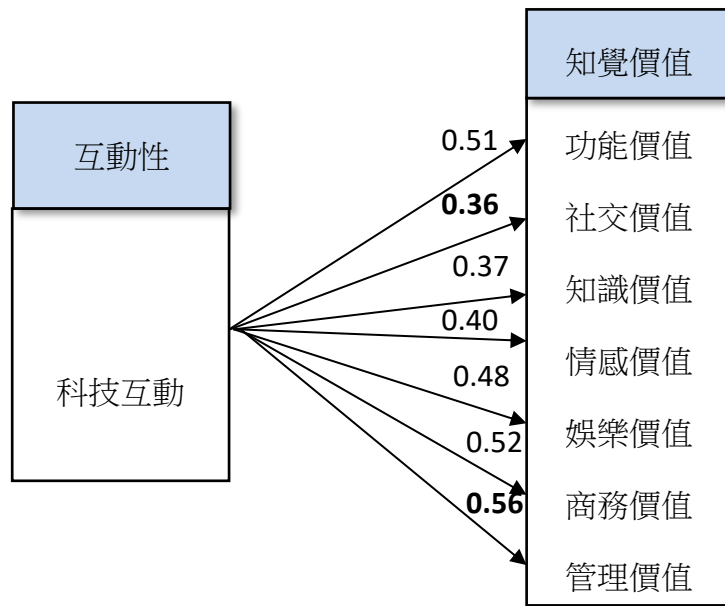 互動性
科技互動
0.51
0.36
0.37
0.40
0.48
0.52
0.56
知覺價值
功能價值
社交價值
知識價值
情感價值
娛樂價值
商務價值
管理價值